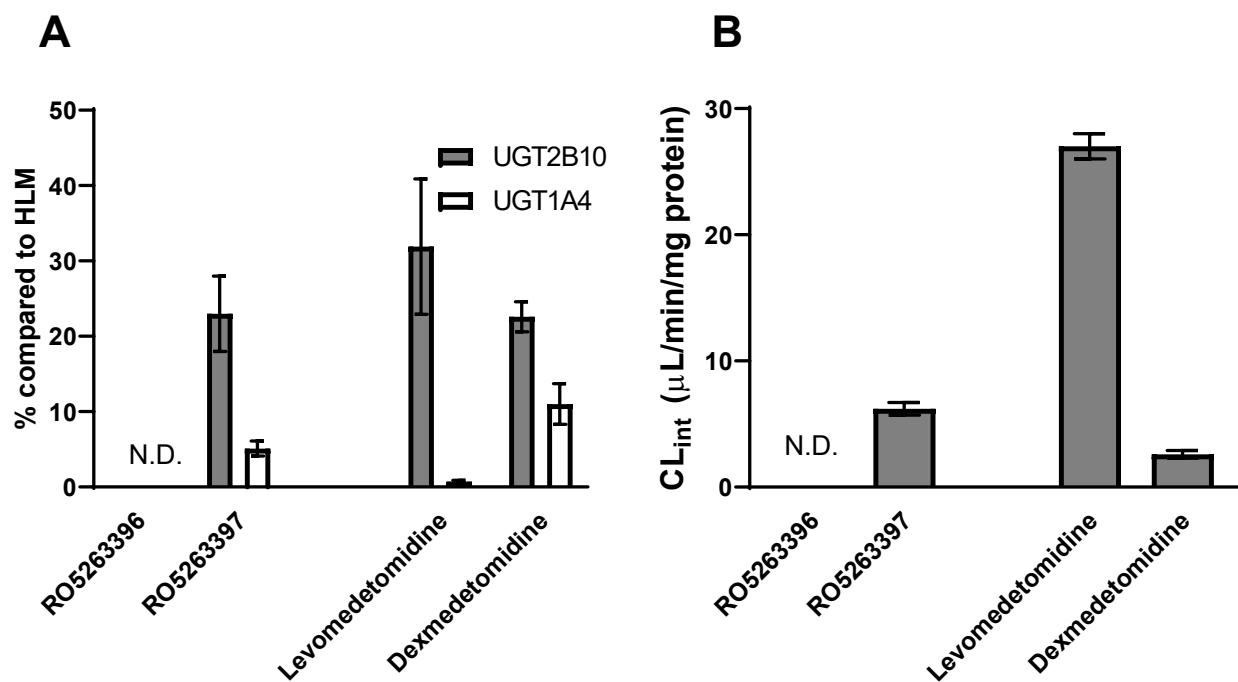 A
% compared to HLM
50
40
30
20
10
0
UGT2B10
UGT1A4
N.D.
RO5263396
RO5263397
Levomedetomidine
Dexmedetomidine
B
CLint (μL/min/mg protein)
30
20
10
0
N.D.
RO5263396
RO5263397
Levomedetomidine
Dexmedetomidine